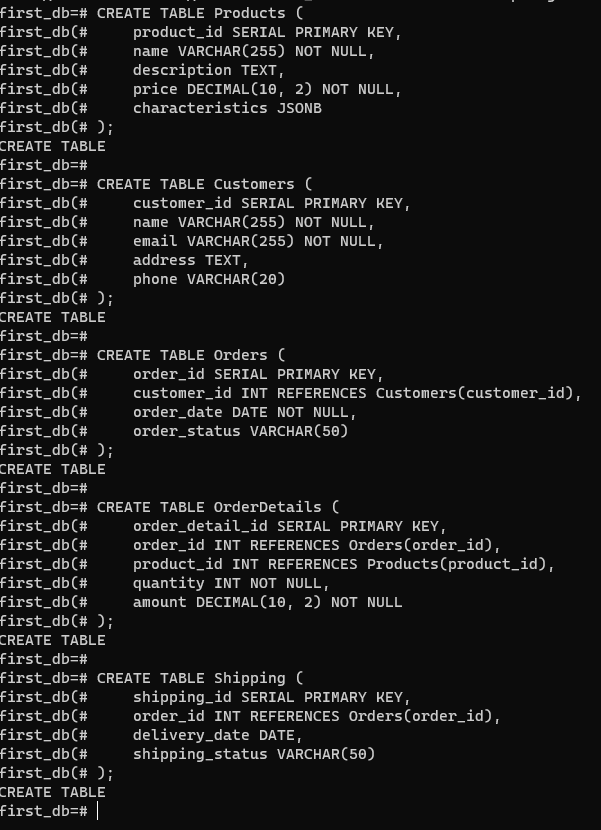 first_db=# CREATE TABLE Products (
first_db(#     product_id SERIAL PRIMARY KEY,
first_db(#     name VARCHAR(255) NOT NULL,
first_db(#     description TEXT,
first_db(#     price DECIMAL(10, 2) NOT NULL,
first_db(#     characteristics JSONB
first_db(# );
CREATE TABLE
first_db=#
first_db=# CREATE TABLE Customers (
first_db(#     customer_id SERIAL PRIMARY KEY,
first_db(#     name VARCHAR(255) NOT NULL,
first_db(#     email VARCHAR(255) NOT NULL,
first_db(#     address TEXT,
first_db(#     phone VARCHAR(20)
first_db(# );
CREATE TABLE
first_db=#
first_db=# CREATE TABLE Orders (
first_db(#     order_id SERIAL PRIMARY KEY,
first_db(#     customer_id INT REFERENCES Customers(customer_id),
first_db(#     order_date DATE NOT NULL,
first_db(#     order_status VARCHAR(50)
first_db(# );
CREATE TABLE
first_db=#
first_db=# CREATE TABLE OrderDetails (
first_db(#     order_detail_id SERIAL PRIMARY KEY,
first_db(#     order_id INT REFERENCES Orders(order_id),
first_db(#     product_id INT REFERENCES Products(product_id),
first_db(#     quantity INT NOT NULL,
first_db(#     amount DECIMAL(10, 2) NOT NULL
first_db(# );
CREATE TABLE
first_db=#
first_db=# CREATE TABLE Shipping (
first_db(#     shipping_id SERIAL PRIMARY KEY,
first_db(#     order_id INT REFERENCES Orders(order_id),
first_db(#     delivery_date DATE,
first_db(#     shipping_status VARCHAR(50)
first_db(# );
CREATE TABLE
first_db=#